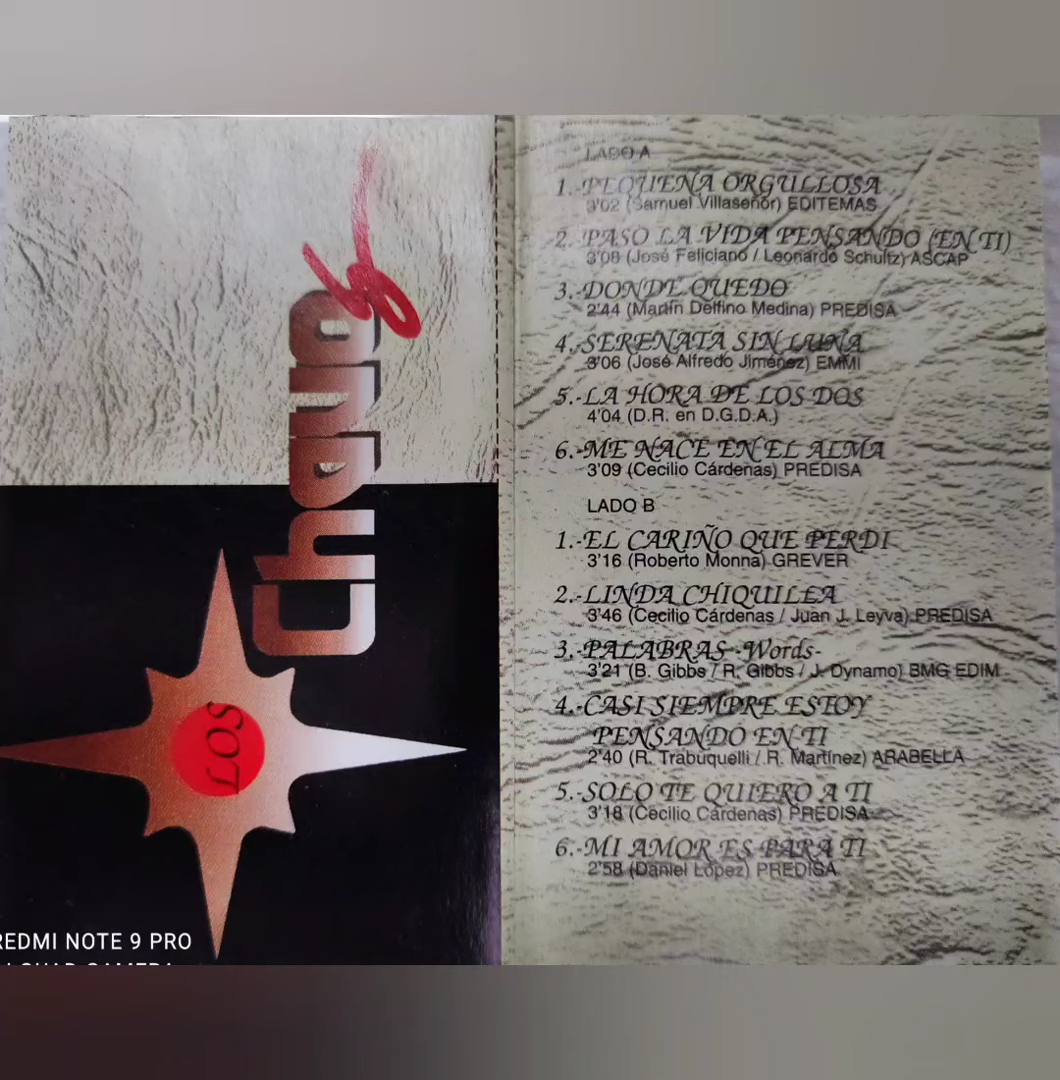 LOS
Chano's
REDMI NOTE 9 PRO
LADO A
1.-PEQUEÑA ORGULLOSA
3'02 (Samuel Villaseñor) EDITEMAS
2.-PASO LA VIDA PENSANDO (EN TI)
3'08 (José Feliciano / Leonardo Schultz) ASCAP
3.-DONDE QUEDO
2'44 (Martín Delfino Medina) PREDISA
4.-SERENATA SIN LUNA
3'06 (José Alfredo Jiménez) EMMI
5.-LA HORA DE LOS DOS
4'04 (D.R. en D.G.D.A.)
6.-ME NACE EN EL ALMA
3'09 (Cecilio Cárdenas) PREDISA
LADO B
1.-EL CARIÑO QUE PERDI
3'16 (Roberto Monna) GREVER
2.-LINDA CHIQUILLA
3'46 (Cecilio Cárdenas / Juan J. Leyva) PREDISA
3.-PALABRAS -Words-
3'21 (B. Gibbs / R. Gibbs / J. Dynamo) BMG EDIM
4.-CASI SIEMPRE ESTOY
PENSANDO EN TI
2'40 (R. Trabuquelli / R. Martínez) ARABELLA
5.-SOLO TE QUIERO A TI
3'18 (Cecilio Cárdenas) PREDISA
6.-MI AMOR ES PARA TI
2'58 (Daniel López) PREDISA